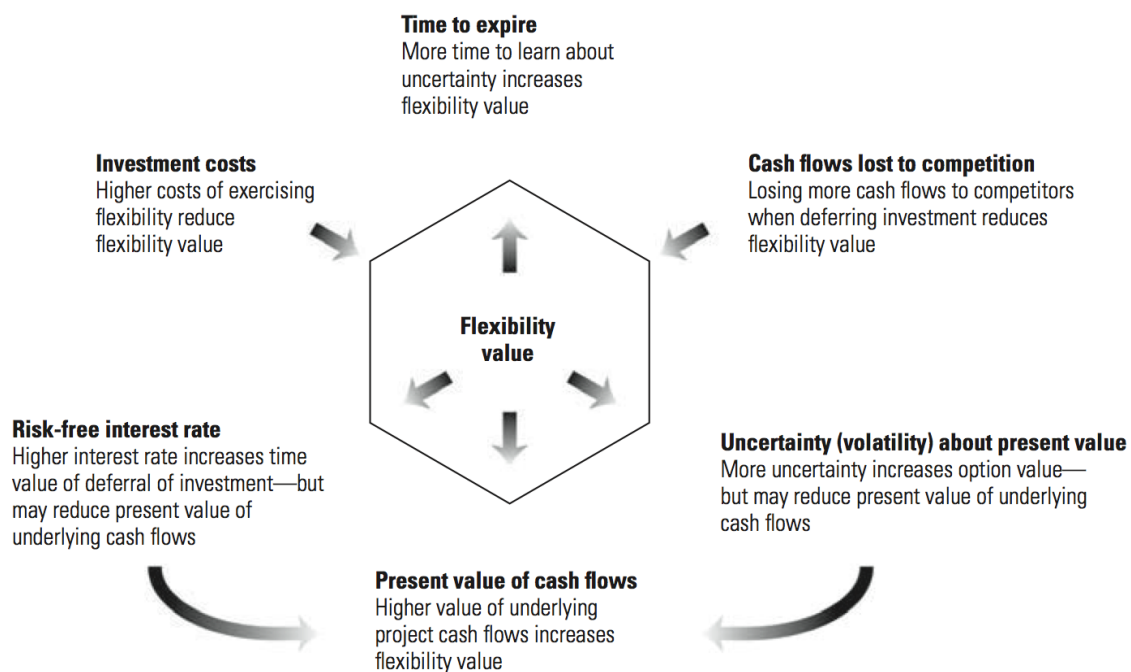 Time to expire
More time to learn about
uncertainty increases
flexibility value
Investment costs
Higher costs of exercising
flexibility reduce
flexibility value
Cash flows lost to competition
Losing more cash flows to competitors
when deferring investment reduces
flexibility value
Flexibility
value
Risk-free interest rate
Higher interest rate increases time
value of deferral of investment—but
may reduce present value of
underlying cash flows
Uncertainty (volatility) about present value
More uncertainty increases option value—
but may reduce present value of underlying
cash flows
Present value of cash flows
Higher value of underlying
project cash flows increases
flexibility value